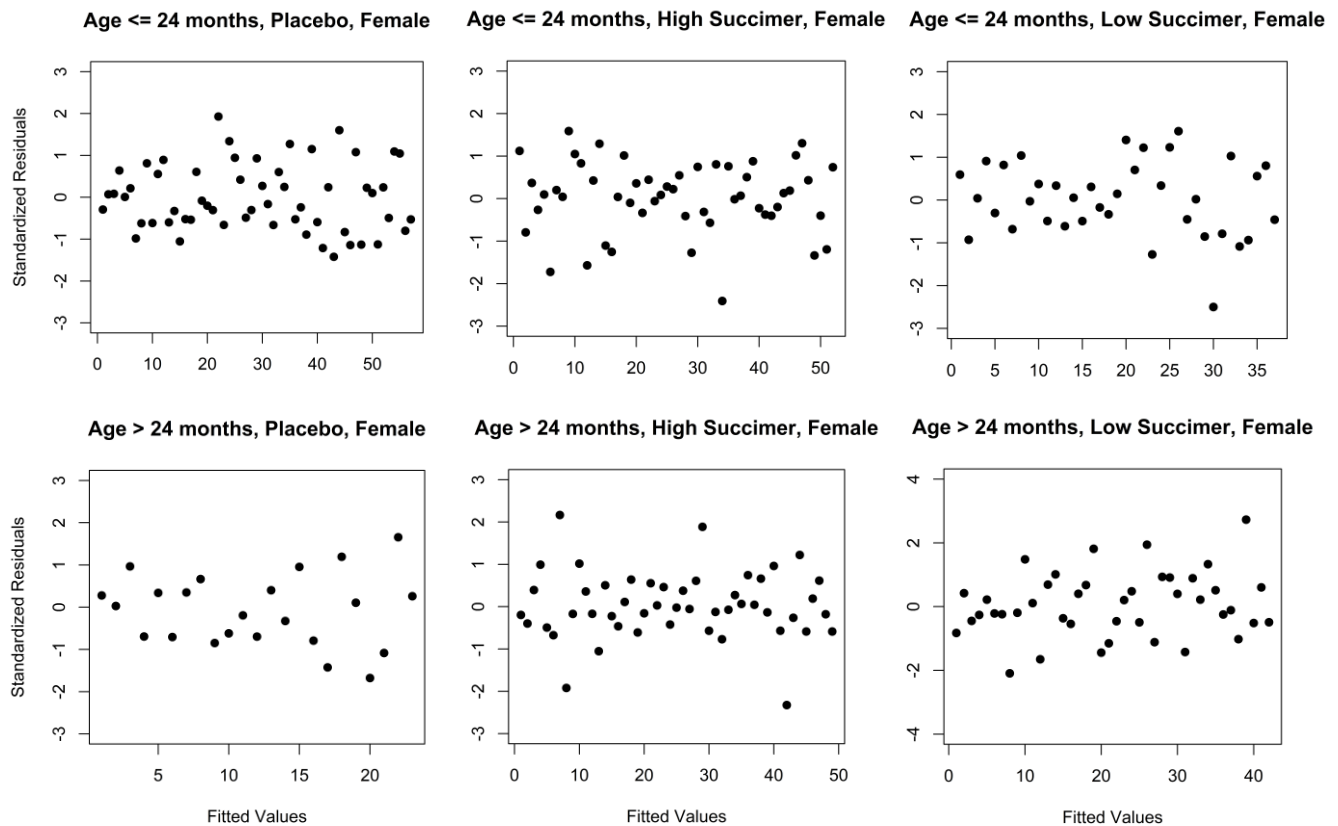 Age <= 24 months, Placebo, Female
Age <= 24 months, High Succimer, Female
Age <= 24 months, Low Succimer, Female
Standardized Residuals
3
2
1
0
-1
-2
-3
0 10 20 30 40 50
3
2
1
0
-1
-2
-3
0 10 20 30 40 50
3
2
1
0
-1
-2
-3
0 5 10 15 20 25 30 35
Age > 24 months, Placebo, Female
Age > 24 months, High Succimer, Female
Age > 24 months, Low Succimer, Female
Standardized Residuals
3
2
1
0
-1
-2
-3
5 10 15 20
Fitted Values
3
2
1
0
-1
-2
-3
0 10 20 30 40 50
Fitted Values
4
2
0
-2
-4
0 10 20 30 40
Fitted Values